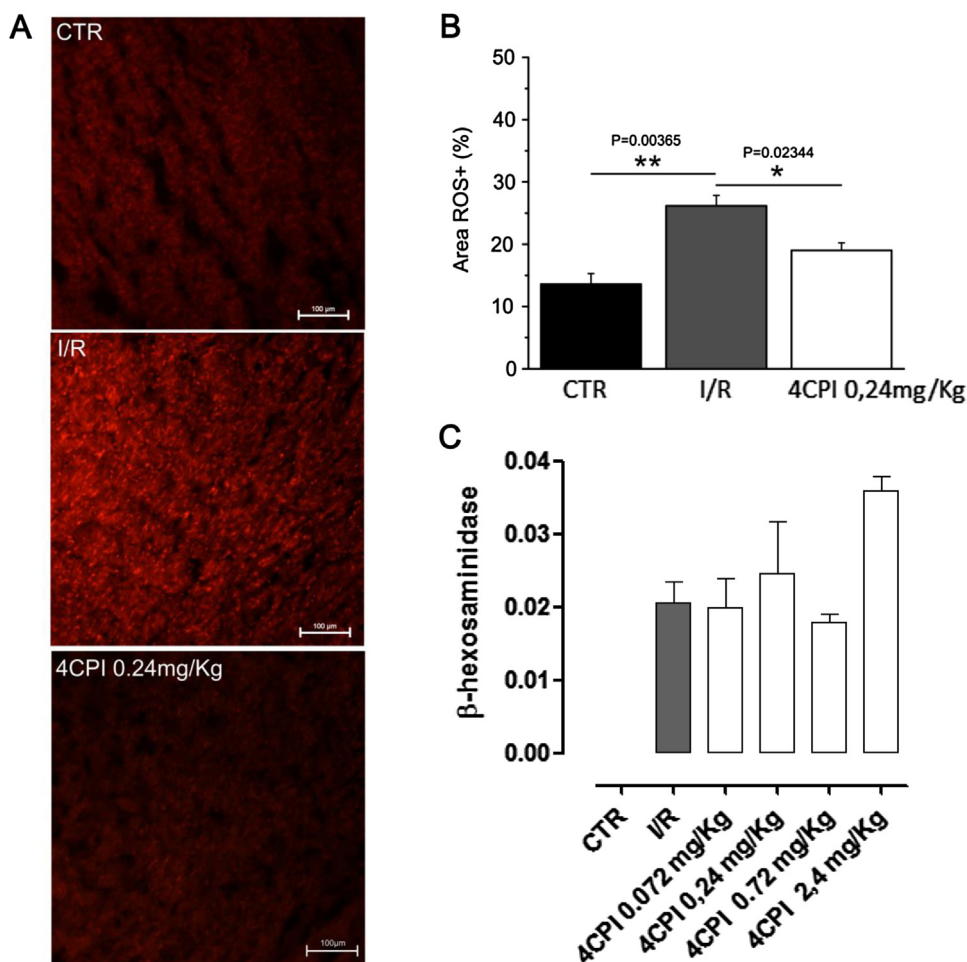 A
CTR
100 µm
I/R
100 µm
4CPI 0.24mg/Kg
100µm
B
50
40
30
20
10
0
Area ROS+ (%)
P=0.00365
**
P=0.02344
*
CTR
I/R
4CPI 0,24mg/Kg
C
0.04
0.03
0.02
0.01
0.00
β-hexosaminidase
CTR
I/R
4CPI 0.072 mg/Kg
4CPI 0,24 mg/Kg
4CPI 0.72 mg/Kg
4CPI 2,4 mg/Kg